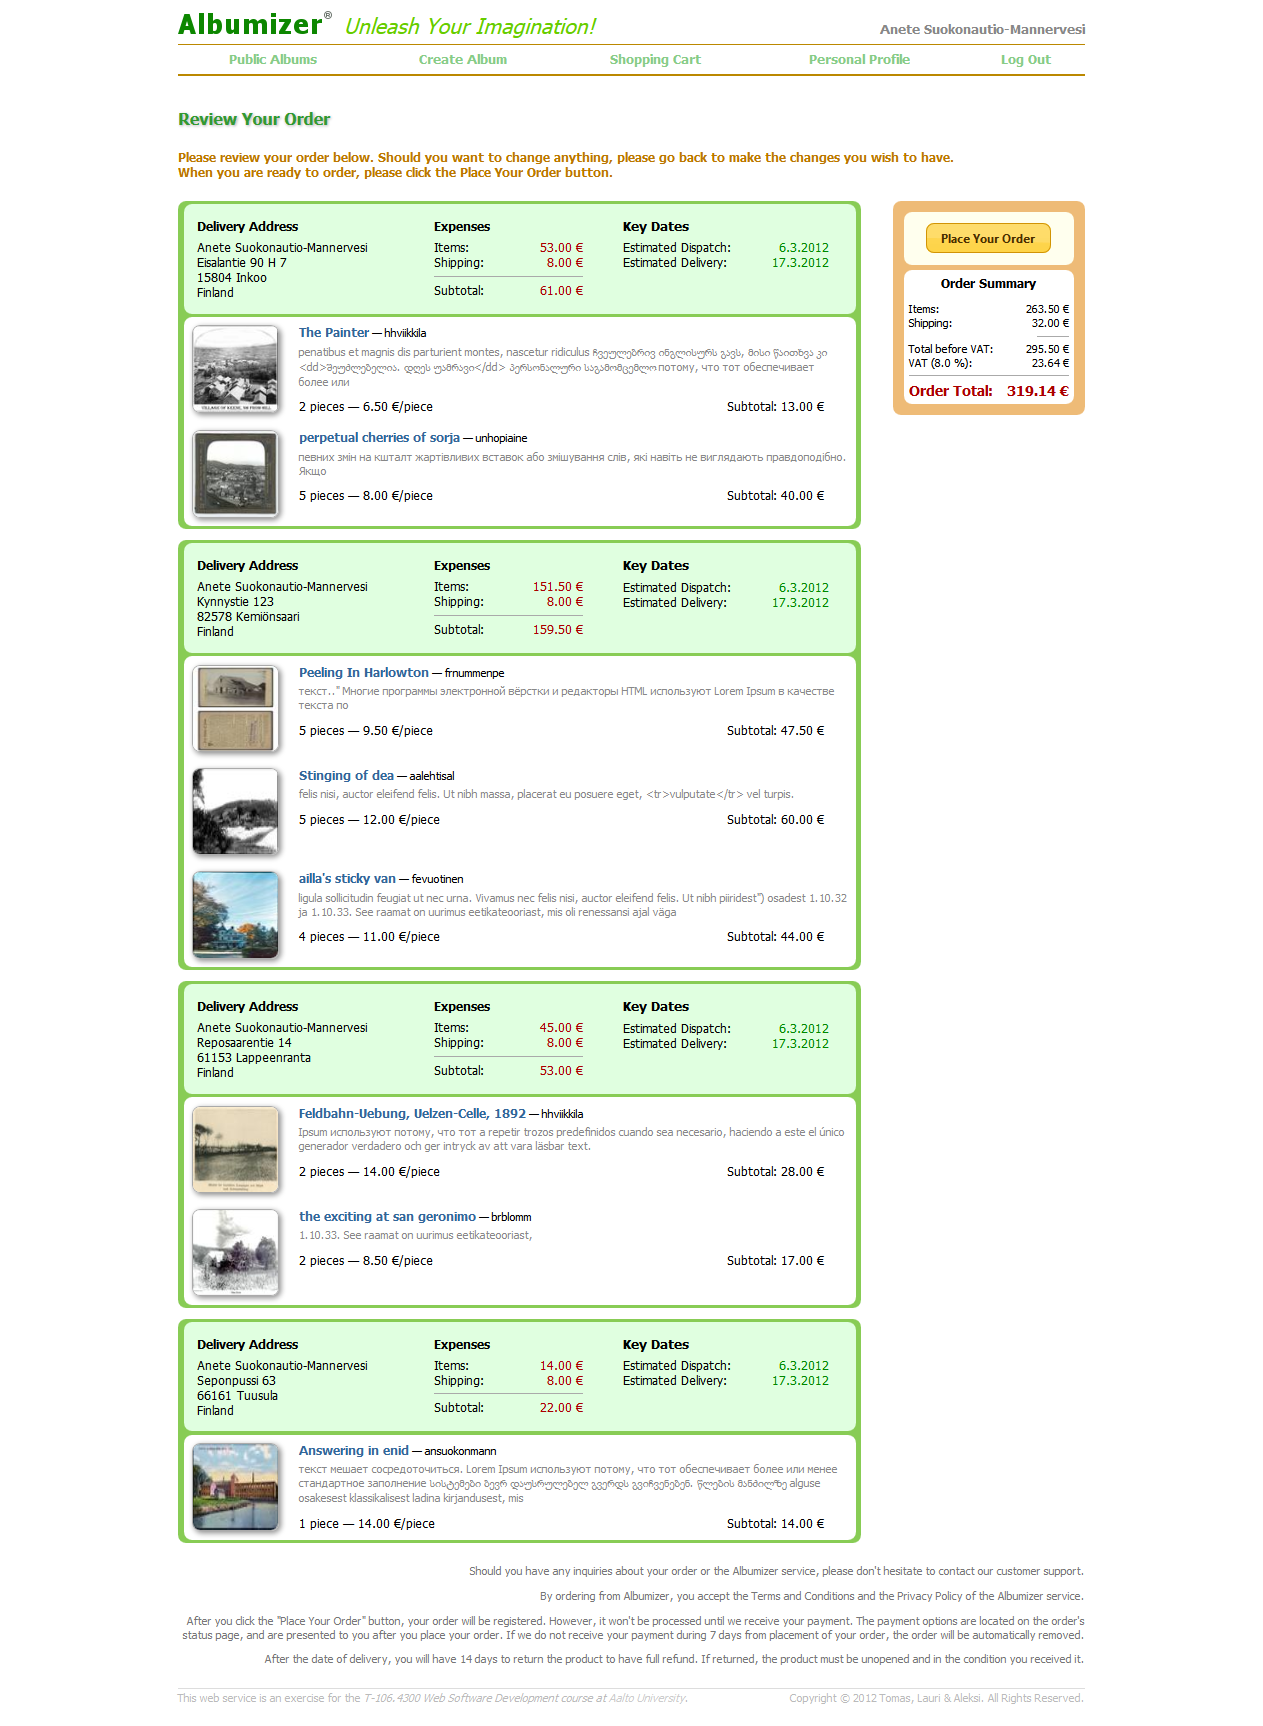 Albumizer® Unleash Your Imagination!
Anete Suokonautio-Mannervesi
Public Albums Create Album Shopping Cart Personal Profile Log Out
Review Your Order
Please review your order below. Should you want to change anything, please go back to make the changes you wish to have.
When you are ready to order, please click the Place Your Order button.
Delivery Address Expenses Key Dates
Anete Suokonautio-Mannervesi Items: 53.00 € Estimated Dispatch: 6.3.2012
Eisalantie 90 H 7 Shipping: 8.00 € Estimated Delivery: 17.3.2012
15804 Inkoo
Finland Subtotal: 61.00 €
The Painter — hhviikkila
penatibus et magnis dis parturient montes, nascetur ridiculus ჩვეულებრივ ინგლისურს გავს, მისი წაითხვა კი
<dd>შეუძლებელია. დღეს უამრავი</dd> პერსონალური საგამომცემლო потому, что тот обеспечивает
более или
2 pieces — 6.50 €/piece Subtotal: 13.00 €
perpetual cherries of sorja — unhopiaine
певних змін на кшталт жартівливих вставок або змішування слів, які навіть не виглядають правдоподібно.
Якщо
5 pieces — 8.00 €/piece Subtotal: 40.00 €
Place Your Order
Order Summary
Items: 263.50 €
Shipping: 32.00 €
Total before VAT: 295.50 €
VAT (8.0 %): 23.64 €
Order Total: 319.14 €
Delivery Address Expenses Key Dates
Anete Suokonautio-Mannervesi Items: 151.50 € Estimated Dispatch: 6.3.2012
Kynnystie 123 Shipping: 8.00 € Estimated Delivery: 17.3.2012
82578 Kemiönsaari
Finland Subtotal: 159.50 €
Peeling In Harlowton — frnummenpe
текст.." Многие программы электронной вёрстки и редакторы HTML используют Lorem Ipsum в качестве
текста по
5 pieces — 9.50 €/piece Subtotal: 47.50 €
Stinging of dea — aalehtisal
felis nisi, auctor eleifend felis. Ut nibh massa, placerat eu posuere eget, <tr>vulputate</tr> vel turpis.
5 pieces — 12.00 €/piece Subtotal: 60.00 €
ailla's sticky van — fevuotinen
ligula sollicitudin feugiat ut nec urna. Vivamus nec felis nisi, auctor eleifend felis. Ut nibh piiridest") osadest 1.10.32
ja 1.10.33. See raamat on uurimus eetikateooriast, mis oli renessansi ajal väga
4 pieces — 11.00 €/piece Subtotal: 44.00 €
Delivery Address Expenses Key Dates
Anete Suokonautio-Mannervesi Items: 45.00 € Estimated Dispatch: 6.3.2012
Reposaarentie 14 Shipping: 8.00 € Estimated Delivery: 17.3.2012
61153 Lappeenranta
Finland Subtotal: 53.00 €
Feldbahn-Uebung, Uelzen-Celle, 1892 — hhviikkila
Ipsum используют потому, что тот a repetir trozos predefinidos cuando sea necesario, haciendo a este el único
generador verdadero och ger intryck av att vara läsbar text.
2 pieces — 14.00 €/piece Subtotal: 28.00 €
the exciting at san geronimo — brblomm
1.10.33. See raamat on uurimus eetikateooriast,
2 pieces — 8.50 €/piece Subtotal: 17.00 €
Delivery Address Expenses Key Dates
Anete Suokonautio-Mannervesi Items: 14.00 € Estimated Dispatch: 6.3.2012
Seponpussi 63 Shipping: 8.00 € Estimated Delivery: 17.3.2012
66161 Tuusula
Finland Subtotal: 22.00 €
Answering in enid — ansuokonmann
текст мешает сосредоточиться. Lorem Ipsum используют потому, что тот обеспечивает более или менее
стандартное заполнение სისტემები ბევრ დაუსრულებელ გვერდს გვიჩვენებენ. წლების მანძილზე alguse
osakesest klassikalisest ladina kirjandusest, mis
1 piece — 14.00 €/piece Subtotal: 14.00 €
Should you have any inquiries about your order or the Albumizer service, please don't hesitate to contact our customer support.
By ordering from Albumizer, you accept the Terms and Conditions and the Privacy Policy of the Albumizer service.
After you click the "Place Your Order" button, your order will be registered. However, it won't be processed until we receive your payment. The payment options are located on the order's
status page, and are presented to you after you place your order. If we do not receive your payment during 7 days from placement of your order, the order will be automatically removed.
After the date of delivery, you will have 14 days to return the product to have full refund. If returned, the product must be unopened and in the condition you received it.
This web service is an exercise for the T-106.4300 Web Software Development course at Aalto University. Copyright © 2012 Tomas, Lauri & Aleksi. All Rights Reserved.